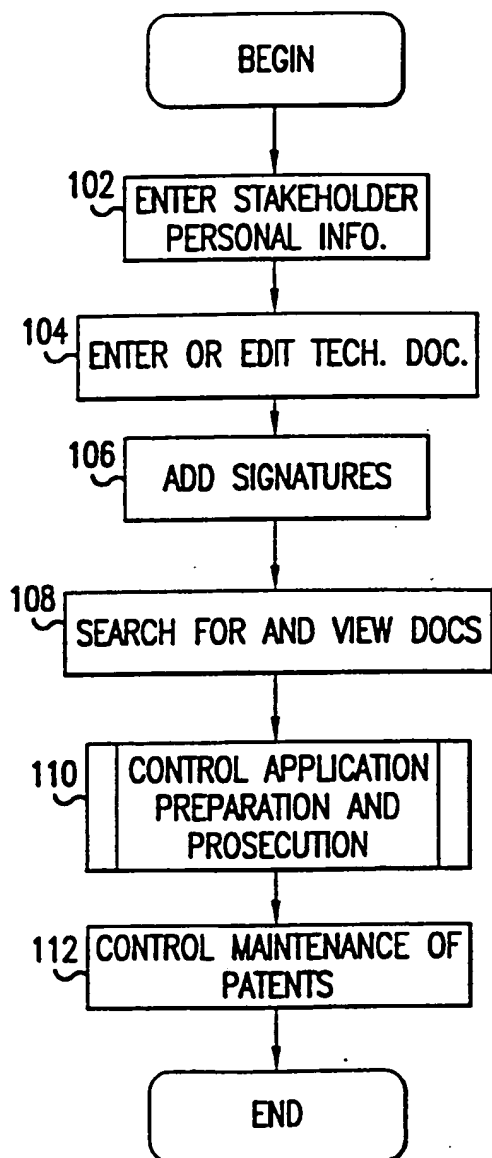 BEGIN
102
ENTER STAKEHOLDER
PERSONAL INFO.
104
ENTER OR EDIT TECH. DOC.
106
ADD SIGNATURES
108
SEARCH FOR AND VIEW DOCS
110
CONTROL APPLICATION
PREPARATION AND
PROSECUTION
112
CONTROL MAINTENANCE OF
PATENTS
END